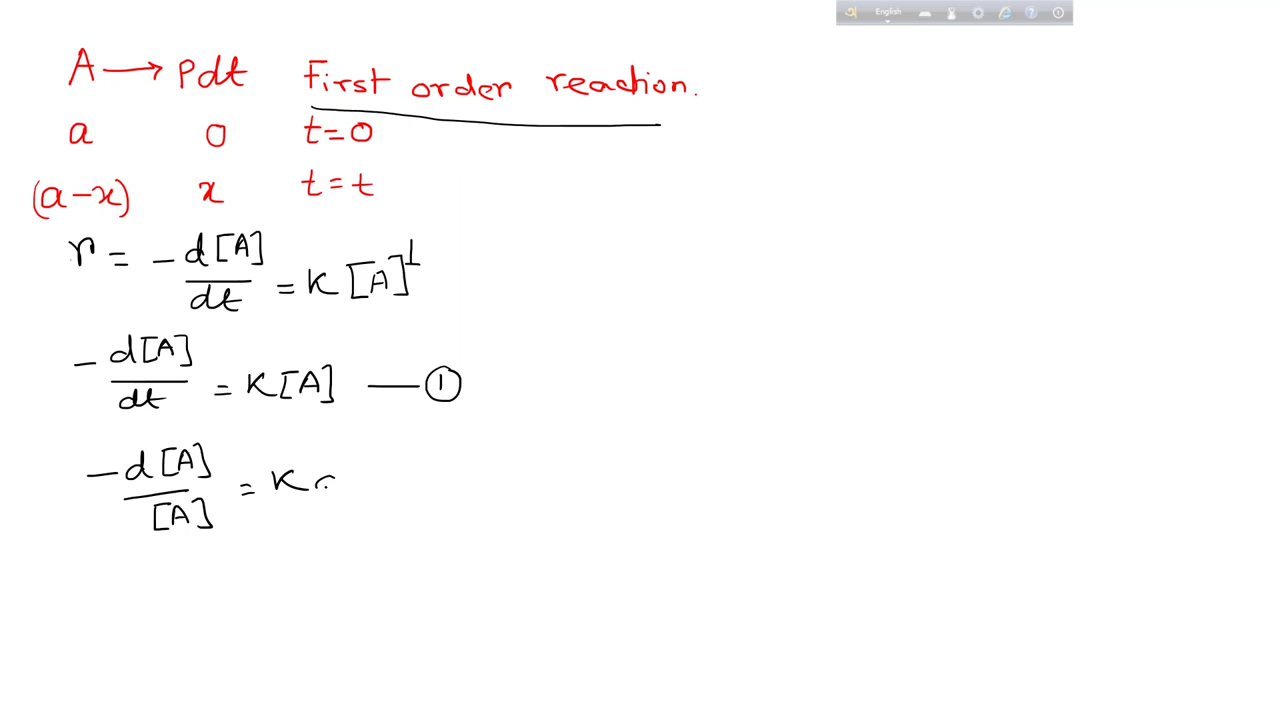 English
A → Pdt First order reaction.
a 0 t=0
(a-x) x t=t
r = -d[A]/dt = K[A]^1
-d[A]/dt = K[A] —①
-d[A]/[A] = K